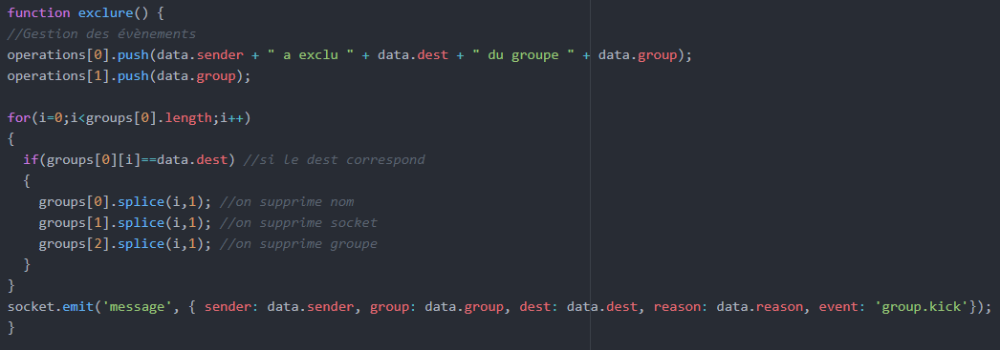 function exclure() {
//Gestion des évènements
operations[0].push(data.sender + " a exclu " + data.dest + " du groupe " + data.group);
operations[1].push(data.group);
for(i=0;i<groups[0].length;i++)
{
if(groups[0][i]==data.dest) //si le dest correspond
{
groups[0].splice(i,1); //on supprime nom
groups[1].splice(i,1); //on supprime socket
groups[2].splice(i,1); //on supprime groupe
}
}
socket.emit('message', { sender: data.sender, group: data.group, dest: data.dest, reason: data.reason, event: 'group.kick'});
}